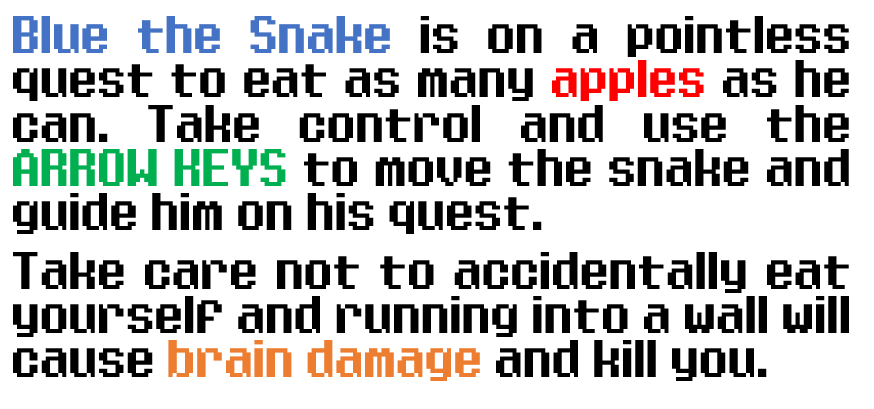 Blue the Snake is on a pointless
quest to eat as many apples as he
can. Take control and use the
ARROW KEYS to move the snake and
guide him on his quest.
Take care not to accidentally eat
yourself and running into a wall will
cause brain damage and kill you.